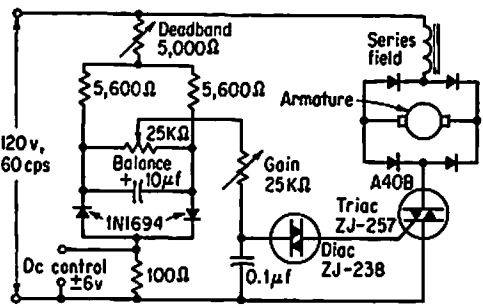 Deadband
5,000Ω
Series
field
5,600Ω
5,600Ω
Armature
120 v,
60 cps
25KΩ
Balance
+ 10μf
Gain
25KΩ
A40B
1N1694
Triac
ZJ-257
Dc control
±6v
100Ω
0.1μf
Diac
ZJ-238